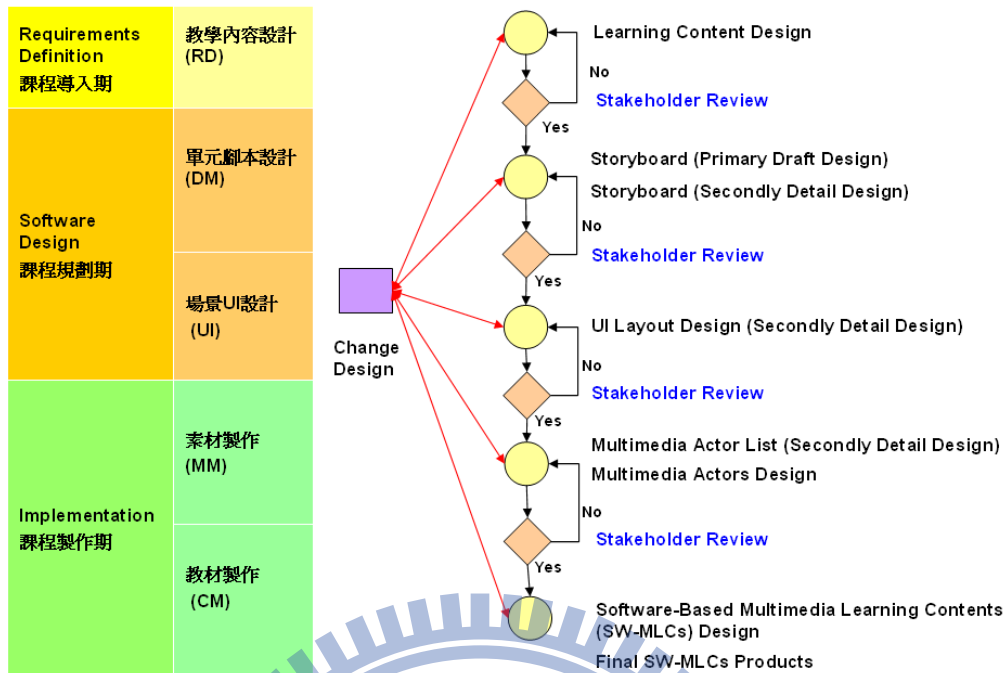 Requirements
Definition
課程導入期
教學內容設計
(RD)
Software
Design
課程規劃期
單元腳本設計
(DM)
場景UI設計
(UI)
Implementation
課程製作期
素材製作
(MM)
教材製作
(CM)
Change
Design
Learning Content Design
No
Stakeholder Review
Yes
Storyboard (Primary Draft Design)
Storyboard (Secondly Detail Design)
No
Stakeholder Review
Yes
UI Layout Design (Secondly Detail Design)
No
Stakeholder Review
Yes
Multimedia Actor List (Secondly Detail Design)
Multimedia Actors Design
No
Stakeholder Review
Yes
Software-Based Multimedia Learning Contents
(SW-MLCs) Design
Final SW-MLCs Products